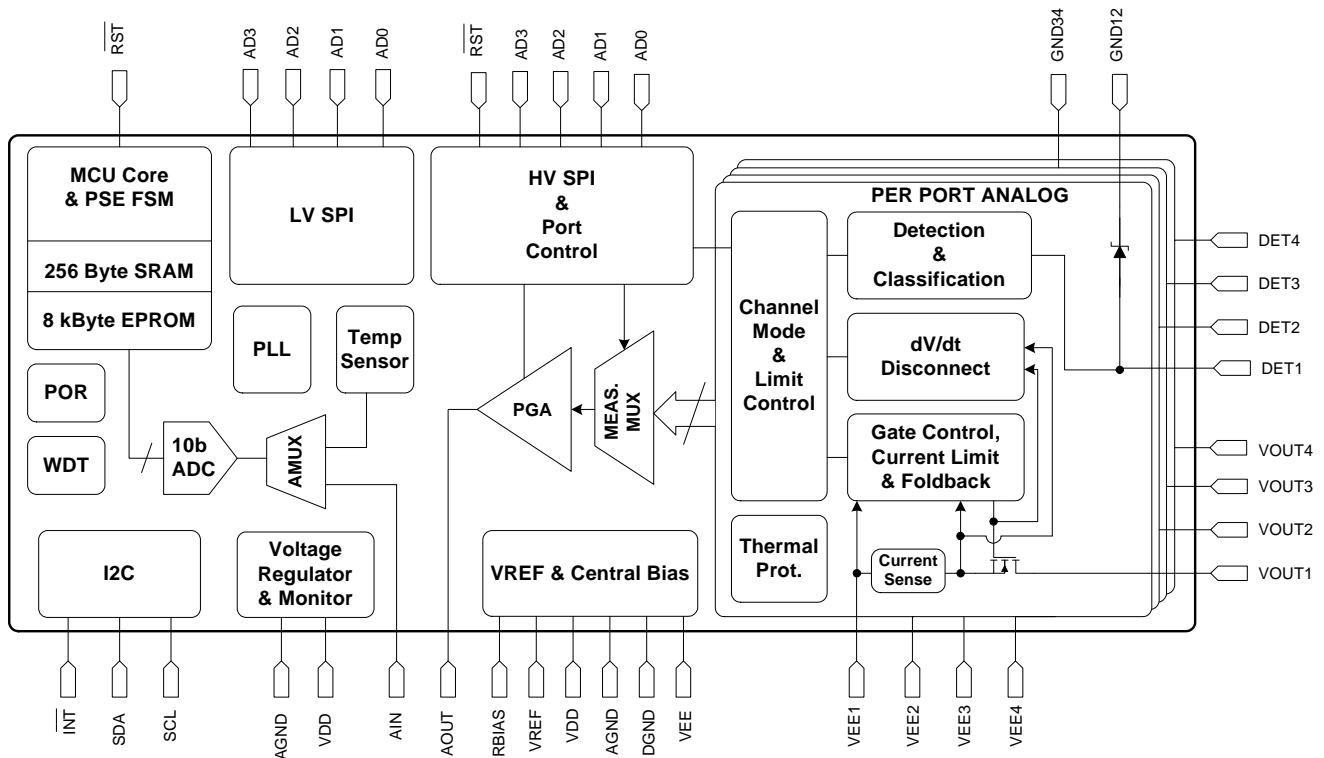 RST
AD3
AD2
AD1
AD0
RST
AD3
AD2
AD1
AD0
GND34
GND12
MCU Core
& PSE FSM
256 Byte SRAM
8 kByte EPROM
LV SPI
HV SPI
&
Port
Control
PER PORT ANALOG
Detection
&
Classification
Channel
Mode
&
Limit
Control
dV/dt
Disconnect
Gate Control,
Current Limit
& Foldback
Thermal
Prot.
Current
Sense
DET4
DET3
DET2
DET1
VOUT4
VOUT3
VOUT2
VOUT1
PLL
Temp
Sensor
POR
WDT
10b
ADC
AMUX
PGA
MEAS.
MUX
I2C
Voltage
Regulator
& Monitor
VREF & Central Bias
INT
SDA
SCL
AGND
VDD
AIN
AOUT
RBIAS
VREF
VDD
AGND
DGND
VEE
VEE1
VEE2
VEE3
VEE4